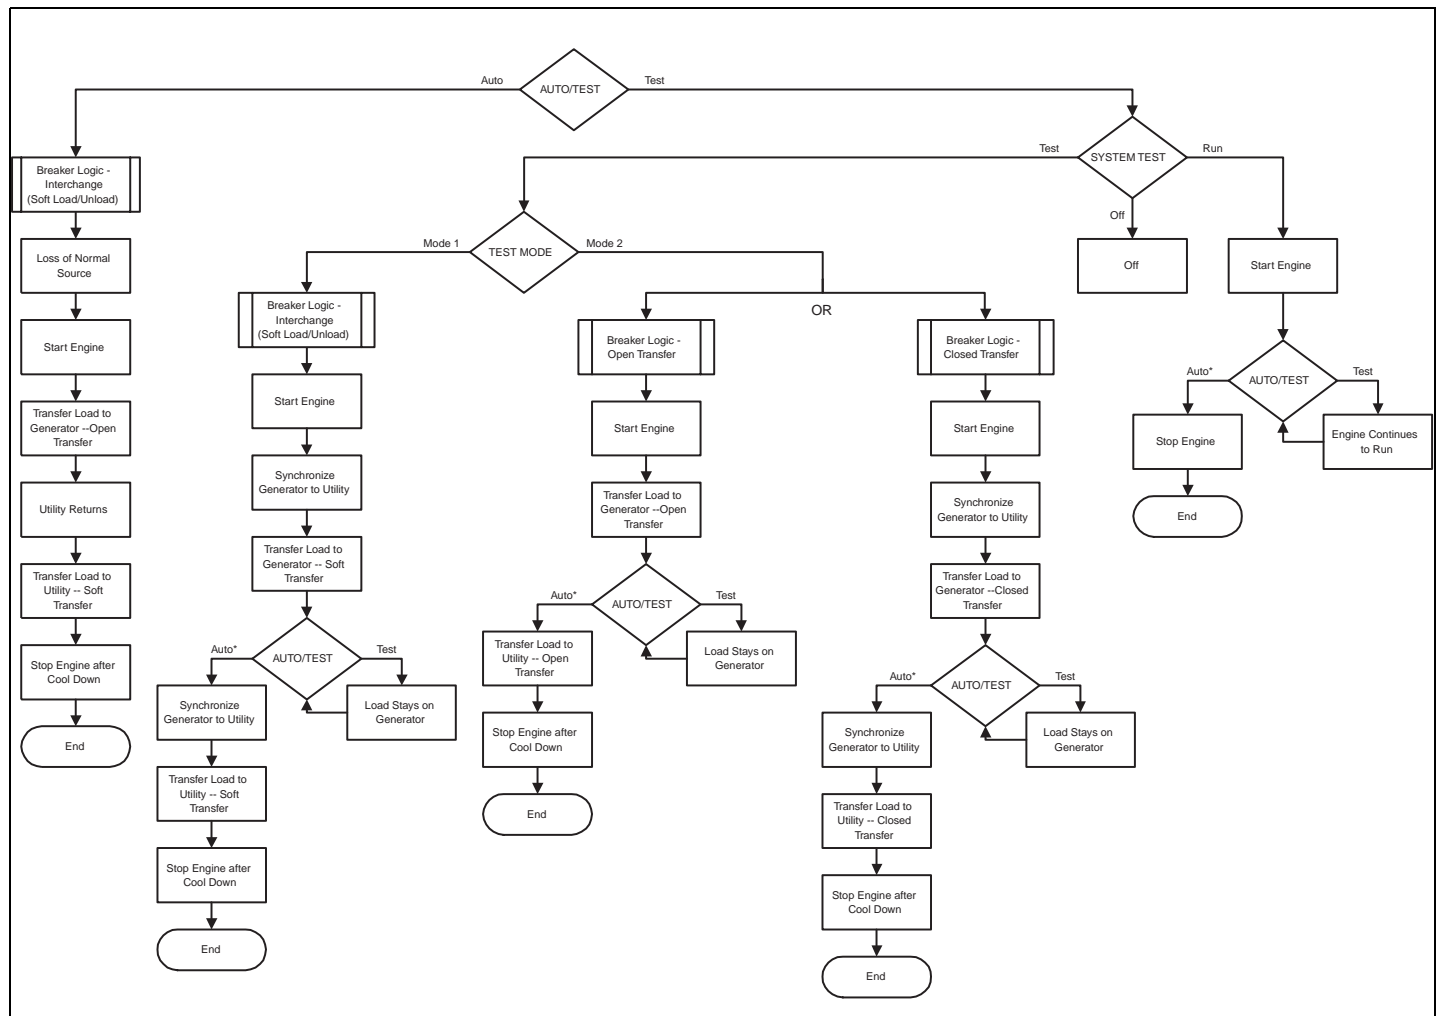 Auto
AUTO/TEST
Test
Test
SYSTEM TEST
Run
Off
Off
Start Engine
AUTO/TEST
Auto*
Test
Stop Engine
Engine Continues
to Run
End
Breaker Logic -
Interchange
(Soft Load/Unload)
Loss of Normal
Source
Start Engine
Transfer Load to
Generator --Open
Transfer
Utility Returns
Transfer Load to
Utility -- Soft
Transfer
Stop Engine after
Cool Down
End
Mode 1
TEST MODE
Mode 2
OR
Breaker Logic -
Interchange
(Soft Load/Unload)
Start Engine
Synchronize
Generator to Utility
Transfer Load to
Generator -- Soft
Transfer
Auto*
AUTO/TEST
Test
Synchronize
Generator to Utility
Load Stays on
Generator
Transfer Load to
Utility -- Soft
Transfer
Stop Engine after
Cool Down
End
Breaker Logic -
Open Transfer
Start Engine
Transfer Load to
Generator --Open
Transfer
Auto*
AUTO/TEST
Test
Transfer Load to
Utility -- Open
Transfer
Load Stays on
Generator
Stop Engine after
Cool Down
End
Breaker Logic -
Closed Transfer
Start Engine
Synchronize
Generator to Utility
Transfer Load to
Generator --Closed
Transfer
Auto*
AUTO/TEST
Test
Synchronize
Generator to Utility
Load Stays on
Generator
Transfer Load to
Utility -- Closed
Transfer
Stop Engine after
Cool Down
End